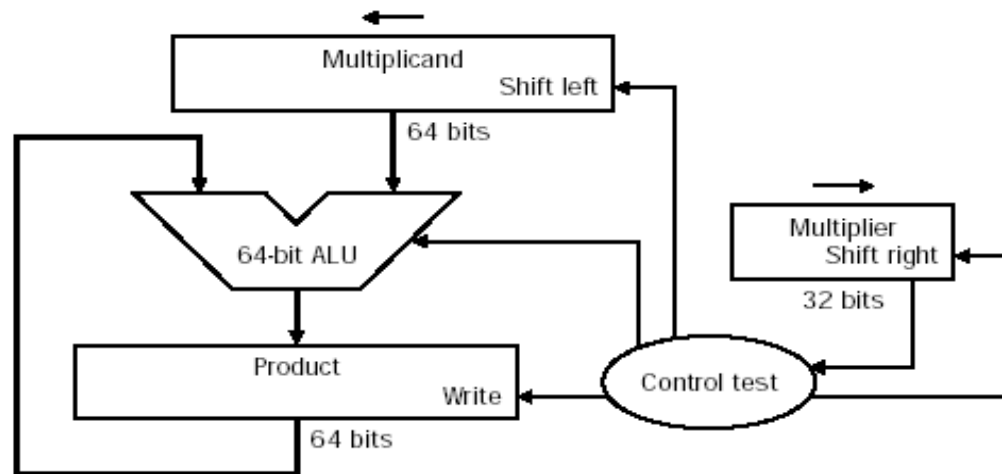 Multiplicand
Shift left
64 bits
64-bit ALU
Multiplier
Shift right
32 bits
Product
Write
Control test
64 bits